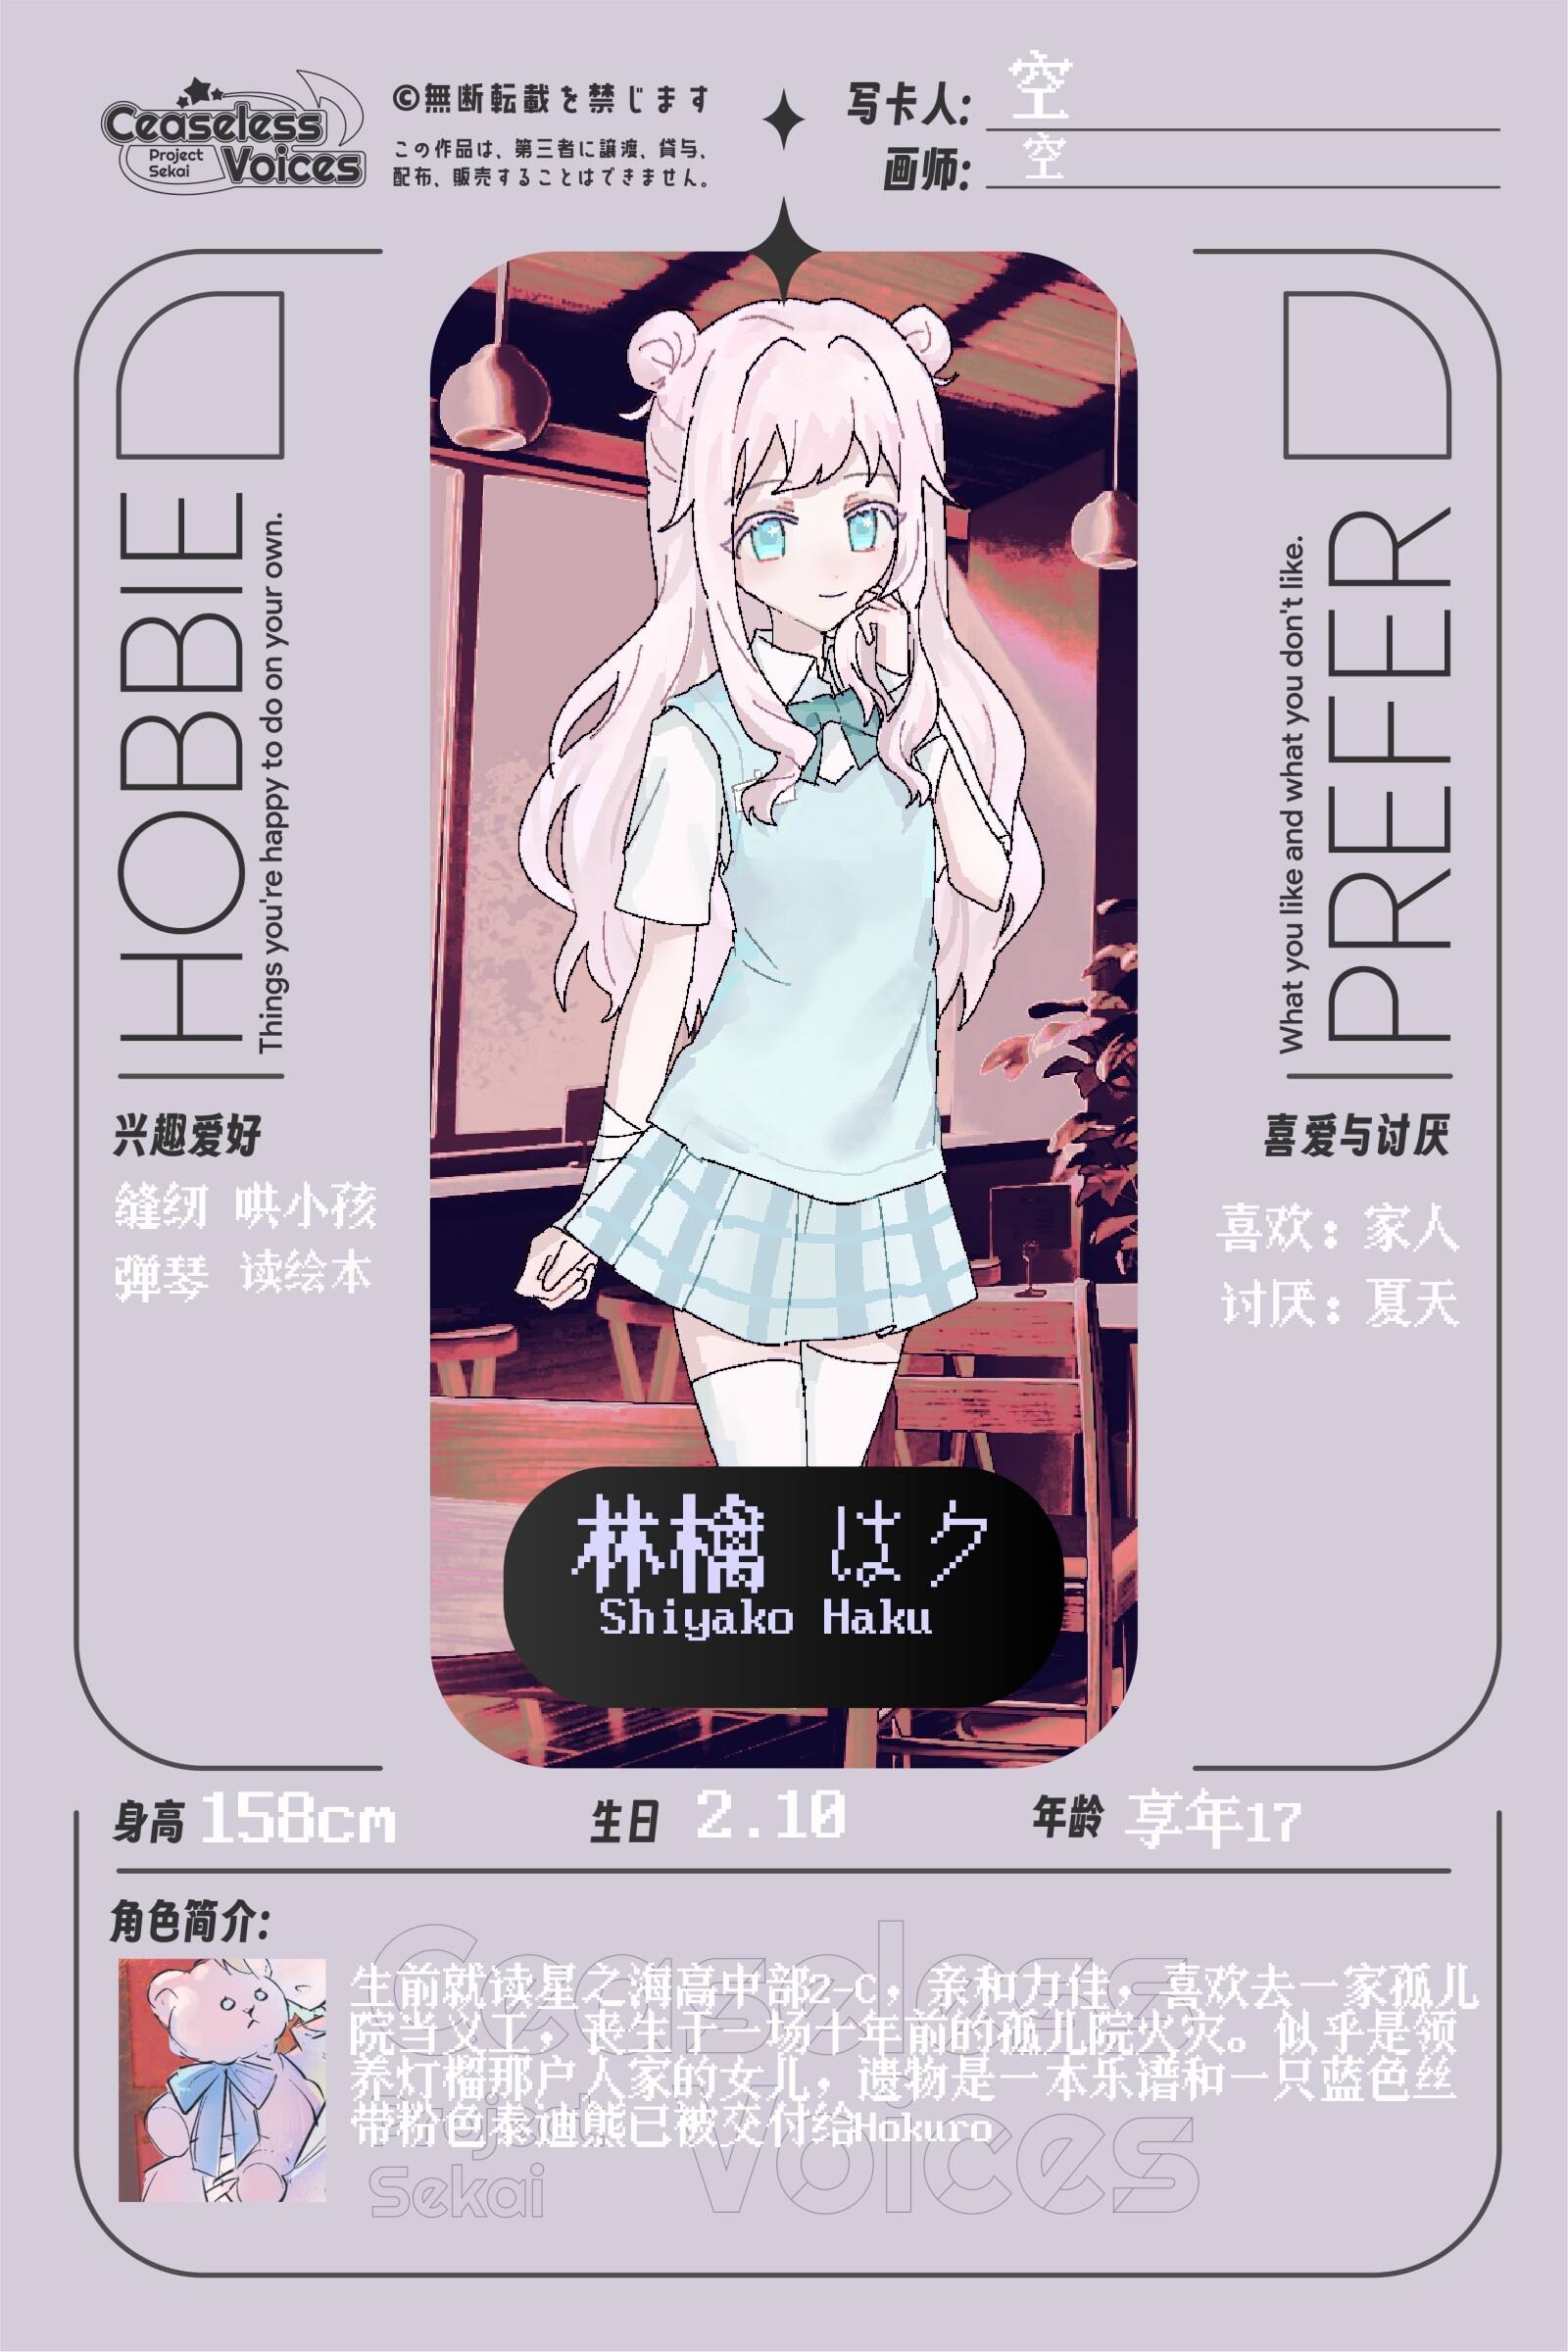 Ceaseless
Voices
Project
Sekai
©無断転載を禁じます
この作品は、第三者に譲渡、貸与、
配布、販売することはできません。
写卡人: 空
画师: 空
HOBBIE
Things you're happy to do on your own.
兴趣爱好
缝纫 哄小孩
弹琴 读绘本
PREFER
What you like and what you don't like.
喜爱与讨厌
喜欢：家人
讨厌：夏天
林檎 はク
Shiyako Haku
身高 158cm
生日 2.10
年龄 享年17
角色简介:
生前就读星之海高中部2-C，亲和力佳，喜欢去一家孤儿
院当义工，丧生于一场十年前的孤儿院火灾。似乎是领
养灯榴那户人家的女儿，遗物是一本乐谱和一只蓝色丝
带粉色泰迪熊已被交付给Hokuro
Ceaseless
Voices
Project
Sekai